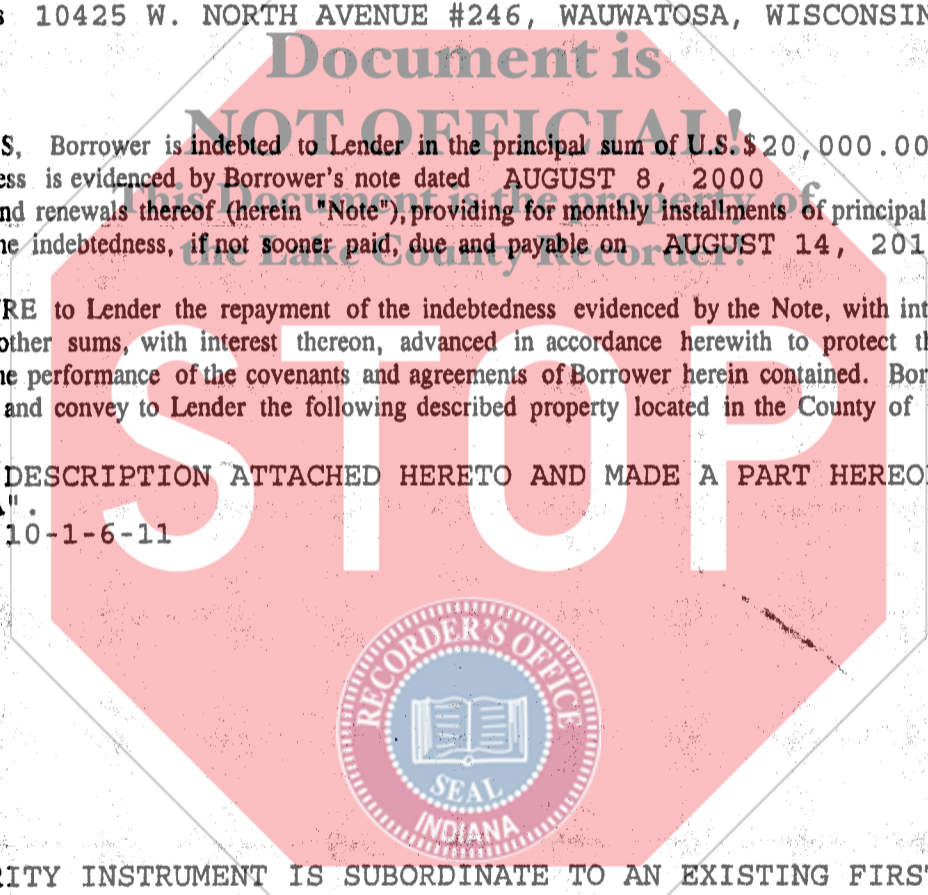 10425 W. NORTH AVENUE #246, WAUWATOSA, WISCONSIN
Document is
NOT OFFICIAL!
S, Borrower is indebted to Lender in the principal sum of U.S.$20,000.00
ess is evidenced by Borrower's note dated AUGUST 8, 2000
This Document is the property of
nd renewals thereof (herein "Note"), providing for monthly installments of principal
the Lake County Recorder!
ne indebtedness, if not sooner paid, due and payable on AUGUST 14, 201
RE to Lender the repayment of the indebtedness evidenced by the Note, with int
other sums, with interest thereon, advanced in accordance herewith to protect th
ne performance of the covenants and agreements of Borrower herein contained. Bor
and convey to Lender the following described property located in the County of
STOP
DESCRIPTION ATTACHED HERETO AND MADE A PART HEREO
A".
10-1-6-11
RECORDER'S OFFICE
SEAL
INDIANA
RITY INSTRUMENT IS SUBORDINATE TO AN EXISTING FIRST